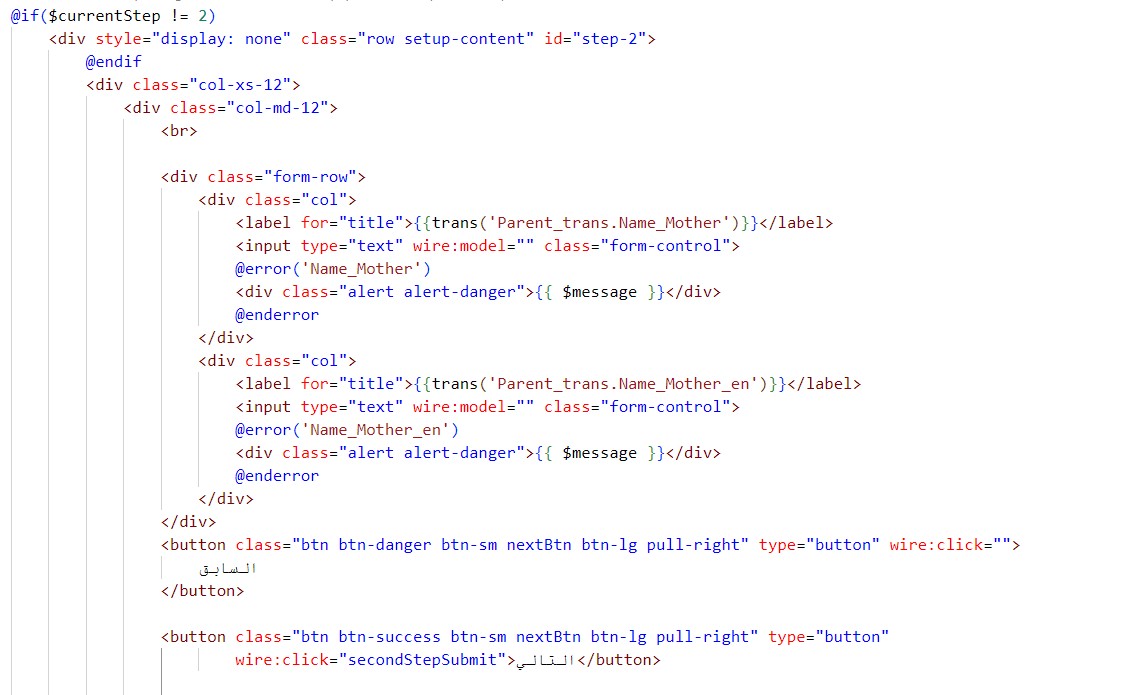 @if($currentStep != 2)
<div style="display: none" class="row setup-content" id="step-2">
@endif
<div class="col-xs-12">
<div class="col-md-12">
<br>
<div class="form-row">
<div class="col">
<label for="title">{{trans('Parent_trans.Name_Mother')}}</label>
<input type="text" wire:model="" class="form-control">
@error('Name_Mother')
<div class="alert alert-danger">{{ $message }}</div>
@enderror
</div>
<div class="col">
<label for="title">{{trans('Parent_trans.Name_Mother_en')}}</label>
<input type="text" wire:model="" class="form-control">
@error('Name_Mother_en')
<div class="alert alert-danger">{{ $message }}</div>
@enderror
</div>
</div>
<button class="btn btn-danger btn-sm nextBtn btn-lg pull-right" type="button" wire:click="">
السابق
</button>
<button class="btn btn-success btn-sm nextBtn btn-lg pull-right" type="button"
wire:click="secondStepSubmit">التالي</button>